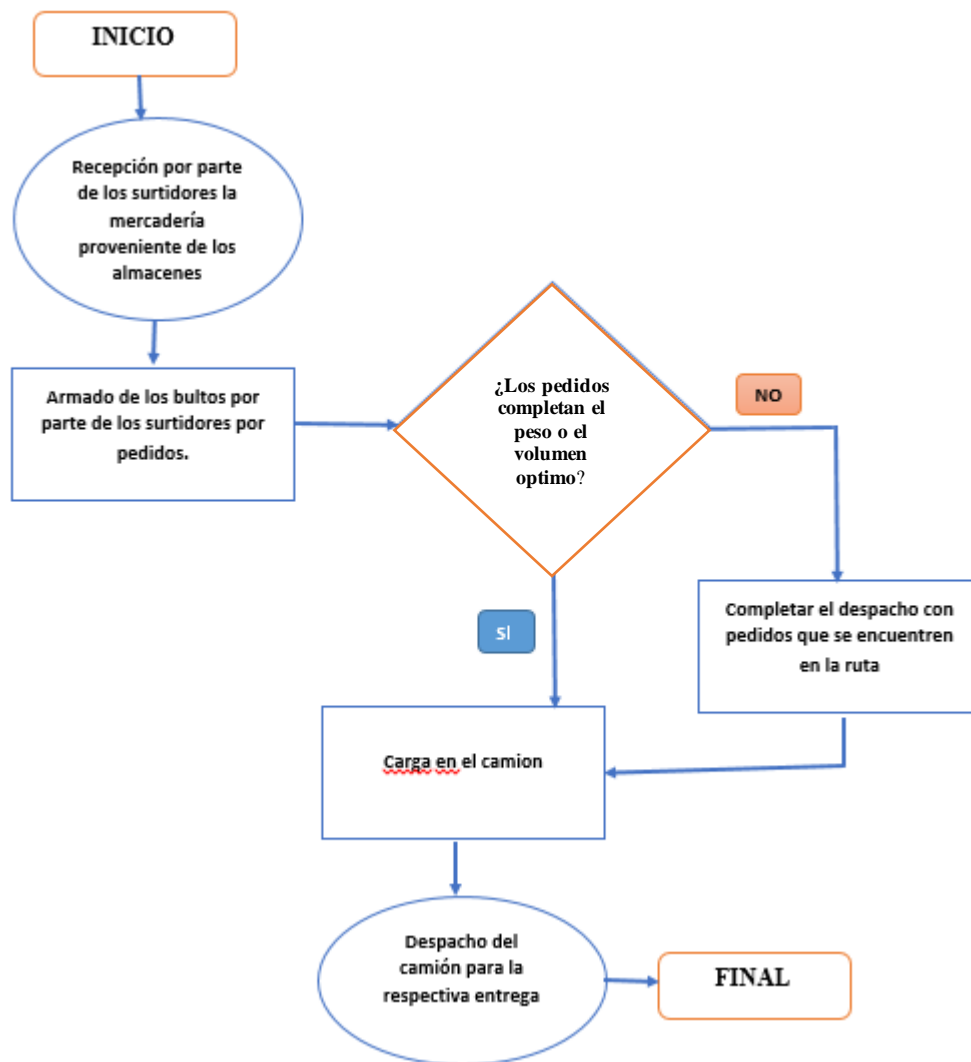 INICIO
Recepción por parte
de los surtidores la
mercadería
proveniente de los
almacenes
Armado de los bultos por
parte de los surtidores por
pedidos.
¿Los pedidos
completan el
peso o el
volumen
optimo?
NO
SI
Completar el despacho con
pedidos que se encuentren
en la ruta
Carga en el camion
Despacho del
camión para la
respectiva entrega
FINAL